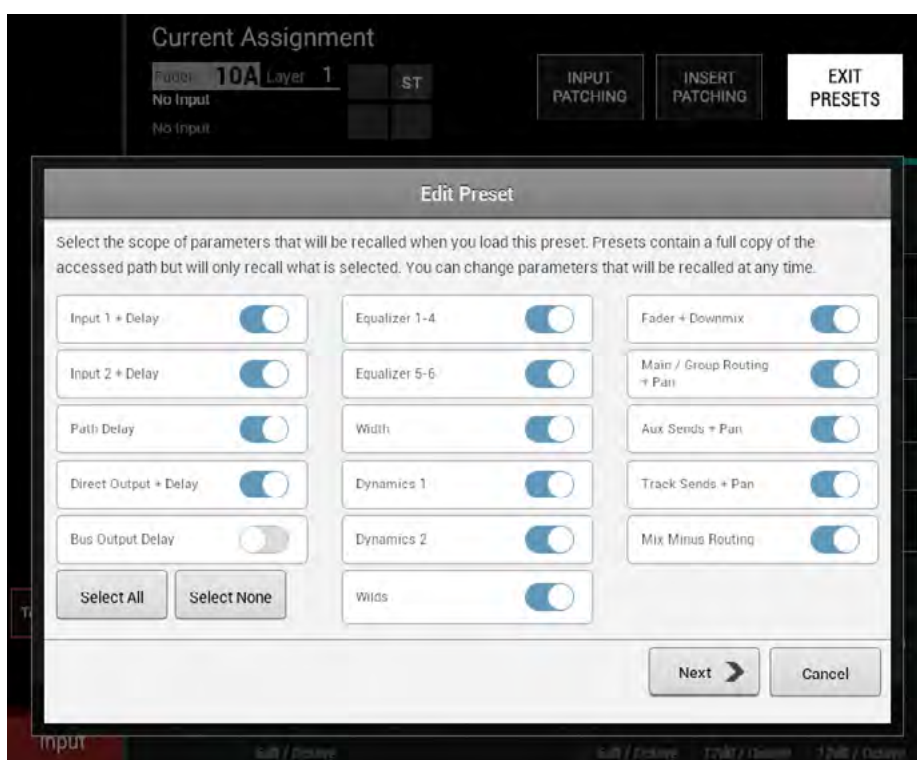 Current Assignment
Fader 10A Layer 1
ST
No Input
No Input
INPUT
PATCHING
INSERT
PATCHING
EXIT
PRESETS
Edit Preset
Select the scope of parameters that will be recalled when you load this preset. Presets contain a full copy of the
accessed path but will only recall what is selected. You can change parameters that will be recalled at any time.
Input 1 + Delay
Equalizer 1-4
Fader + Downmix
Input 2 + Delay
Equalizer 5-6
Main / Group Routing
+ Pan
Path Delay
Width
Aux Sends + Pan
Direct Output + Delay
Dynamics 1
Track Sends + Pan
Bus Output Delay
Dynamics 2
Mix Minus Routing
Select All
Select None
Wilds
Next
Cancel
Input